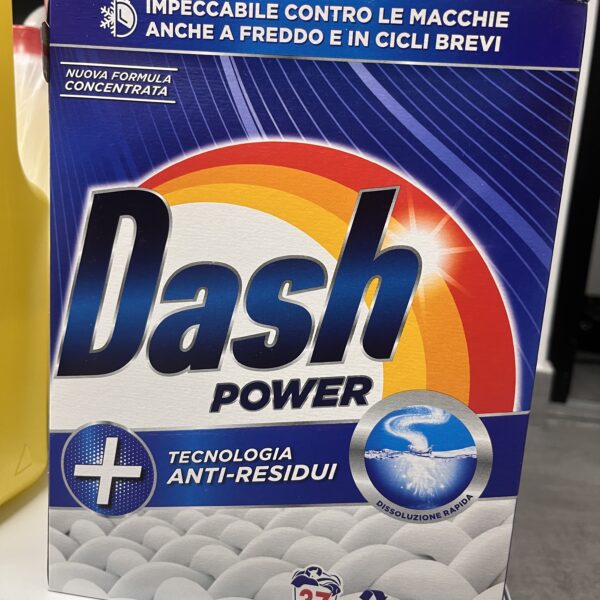 IMPECCABILE CONTRO LE MACCHIE
ANCHE A FREDDO E IN CICLI BREVI
NUOVA FORMULA
CONCENTRATA
Dash
POWER
+
TECNOLOGIA
ANTI-RESIDUI
DISSOLUZIONE RAPIDA
37